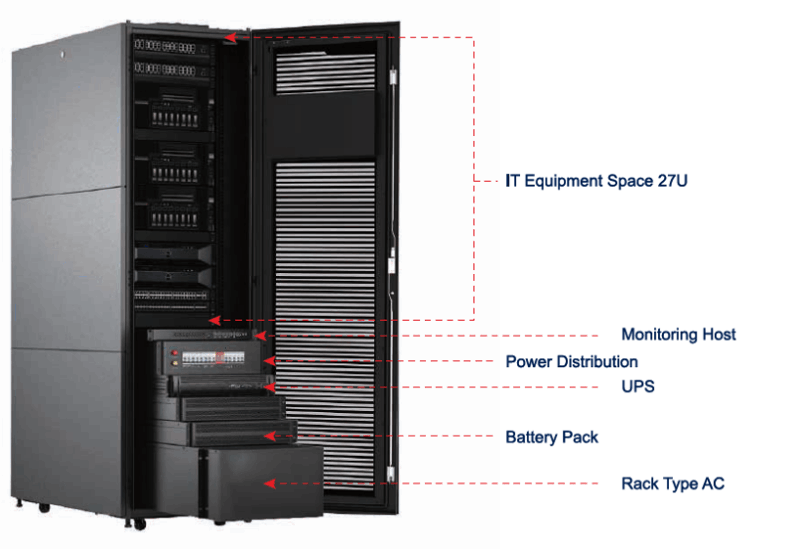 IT Equipment Space 27U
Monitoring Host
Power Distribution
UPS
Battery Pack
Rack Type AC